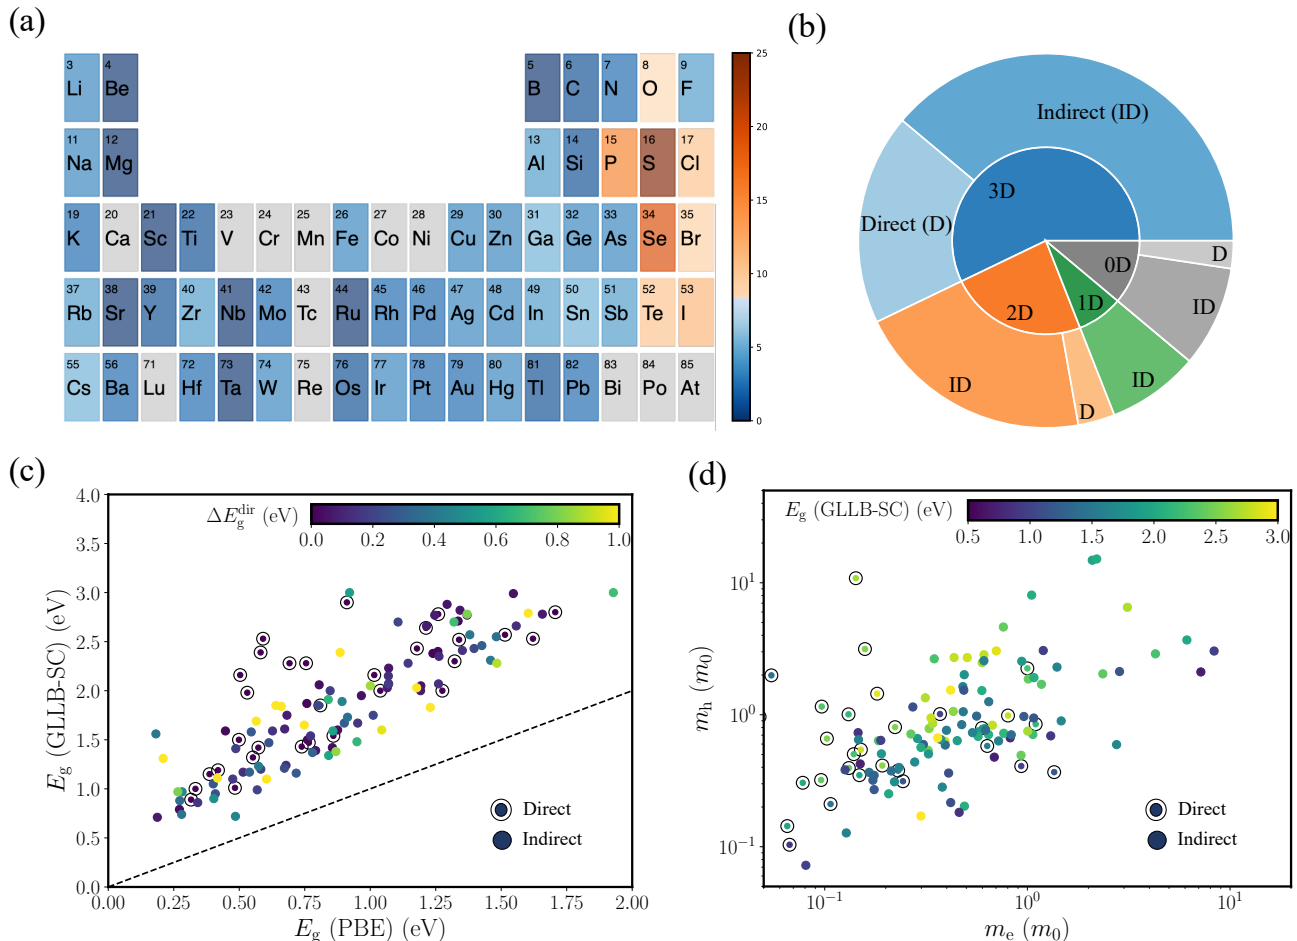 (a)
3 4 5 6 7 8 9
Li Be B C N O F
11 12 13 14 15 16 17
Na Mg Al Si P S Cl
19 20 21 22 23 24 25 26 27 28 29 30 31 32 33 34 35
K Ca Sc Ti V Cr Mn Fe Co Ni Cu Zn Ga Ge As Se Br
37 38 39 40 41 42 43 44 45 46 47 48 49 50 51 52 53
Rb Sr Y Zr Nb Mo Tc Ru Rh Pd Ag Cd In Sn Sb Te I
55 56 71 72 73 74 75 76 77 78 79 80 81 82 83 84 85
Cs Ba Lu Hf Ta W Re Os Ir Pt Au Hg Tl Pb Bi Po At
25
20
15
10
5
0
(b)
Indirect (ID)
3D
Direct (D)
D
0D
1D
2D
ID
ID
D
ID
(c)
ΔE_g^dir (eV)
0.0 0.2 0.4 0.6 0.8 1.0
E_g (GLLB-SC) (eV)
4.0
3.5
3.0
2.5
2.0
1.5
1.0
0.5
0.0
Direct
Indirect
0.00 0.25 0.50 0.75 1.00 1.25 1.50 1.75 2.00
E_g (PBE) (eV)
(d)
E_g (GLLB-SC) (eV)
0.5 1.0 1.5 2.0 2.5 3.0
m_h (m_0)
10^1
10^0
10^−1
Direct
Indirect
10^−1 10^0 10^1
m_e (m_0)